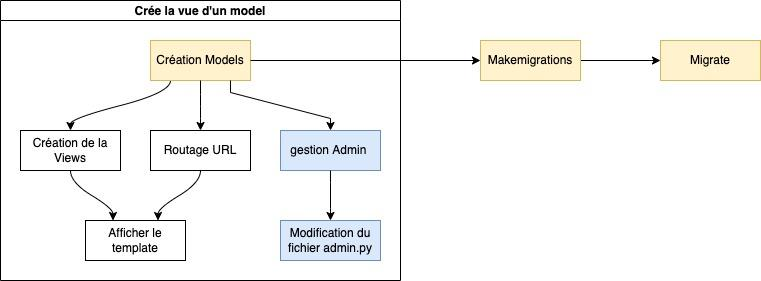 Crée la vue d'un model
Création Models
Makemigrations
Migrate
Création de la
Views
Routage URL
gestion Admin
Afficher le
template
Modification du
fichier admin.py